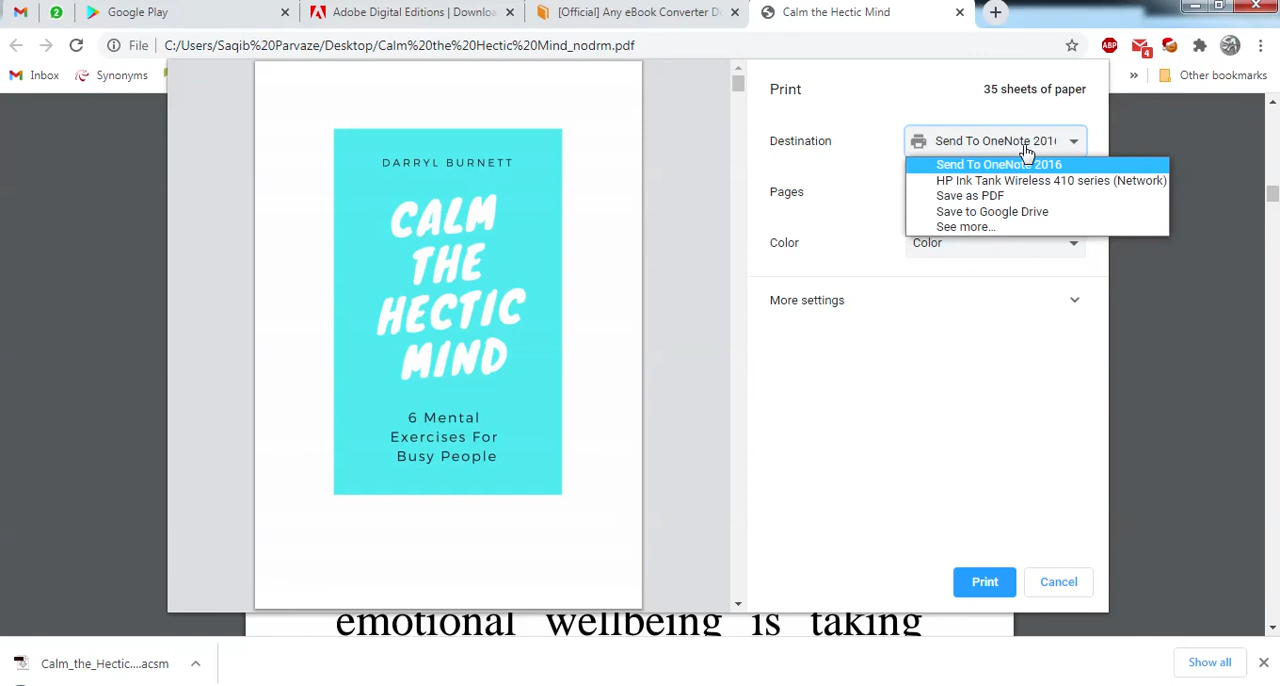 2
Google Play
Adobe Digital Editions | Downloa
[Official] Any eBook Converter Do
Calm the Hectic Mind
File
C:/Users/Saqib%20Parvaze/Desktop/Calm%20the%20Hectic%20Mind_nodrm.pdf
ABP
4
Inbox
Synonyms
»
Other bookmarks
DARRYL BURNETT
CALM
THE
HECTIC
MIND
6 Mental
Exercises For
Busy People
Print
35 sheets of paper
Destination
Send To OneNote 201
Send To OneNote 2016
HP Ink Tank Wireless 410 series (Network)
Save as PDF
Save to Google Drive
See more...
Pages
Color
Color
More settings
Print
Cancel
emotional wellbeing is taking
Calm_the_Hectic....acsm
Show all